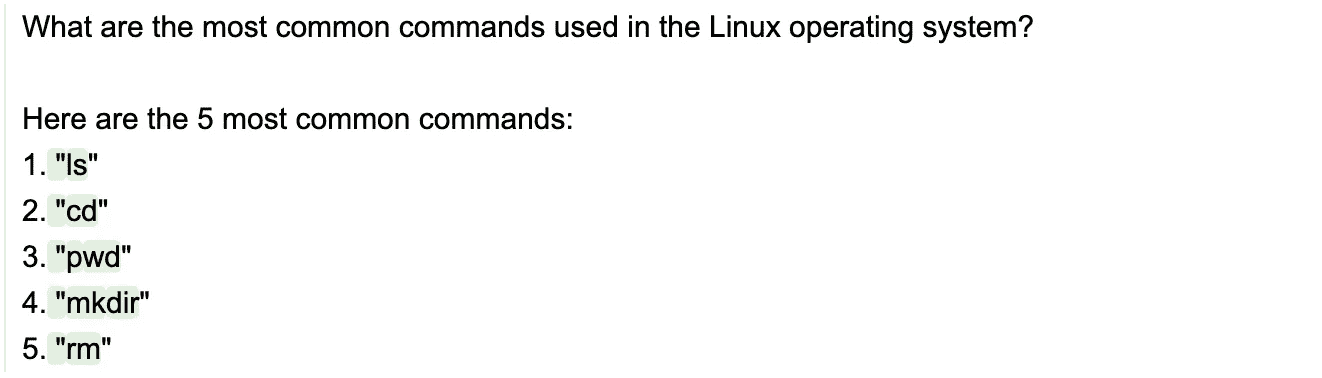 What are the most common commands used in the Linux operating system?
Here are the 5 most common commands:
1. "ls"
2. "cd"
3. "pwd"
4. "mkdir"
5. "rm"